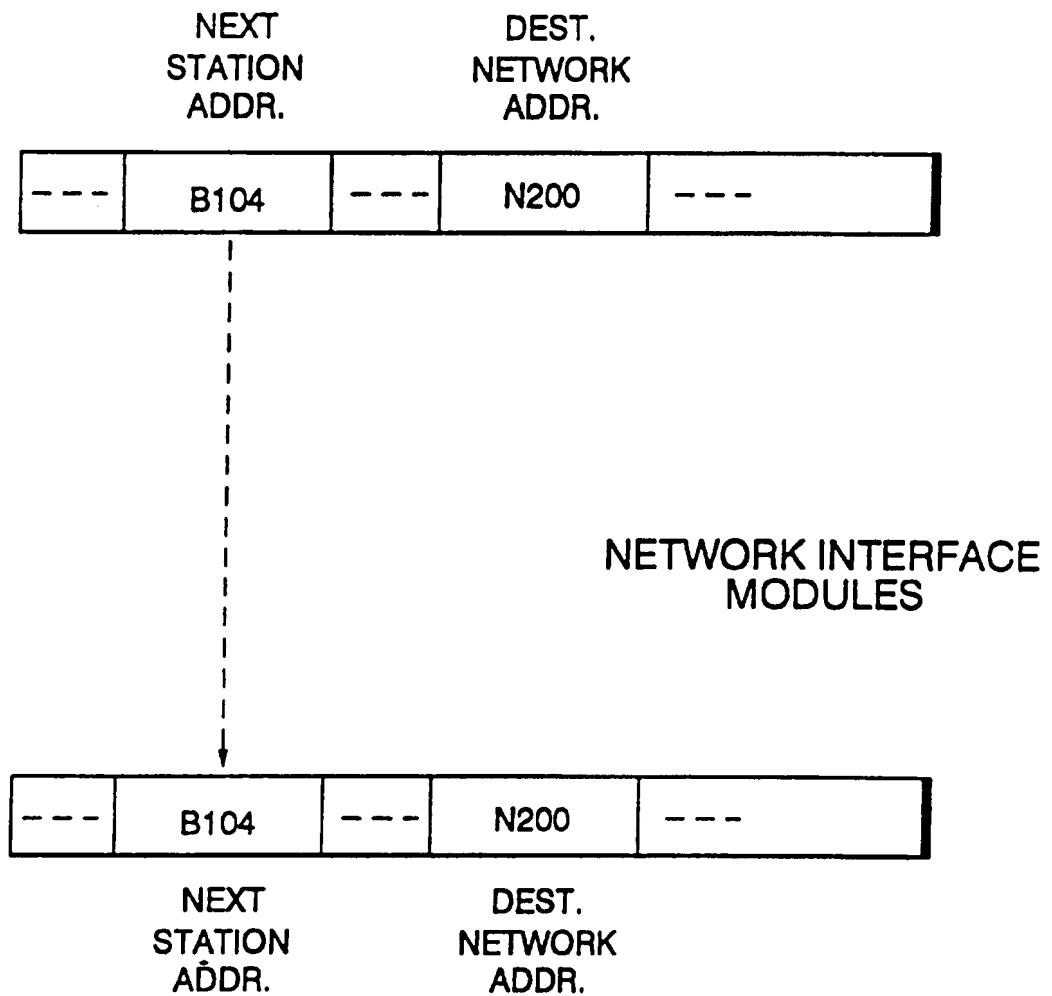 NEXT
STATION
ADDR.
DEST.
NETWORK
ADDR.
--- B104 --- N200 ---
NETWORK INTERFACE
MODULES
--- B104 --- N200 ---
NEXT
STATION
ADDR.
DEST.
NETWORK
ADDR.